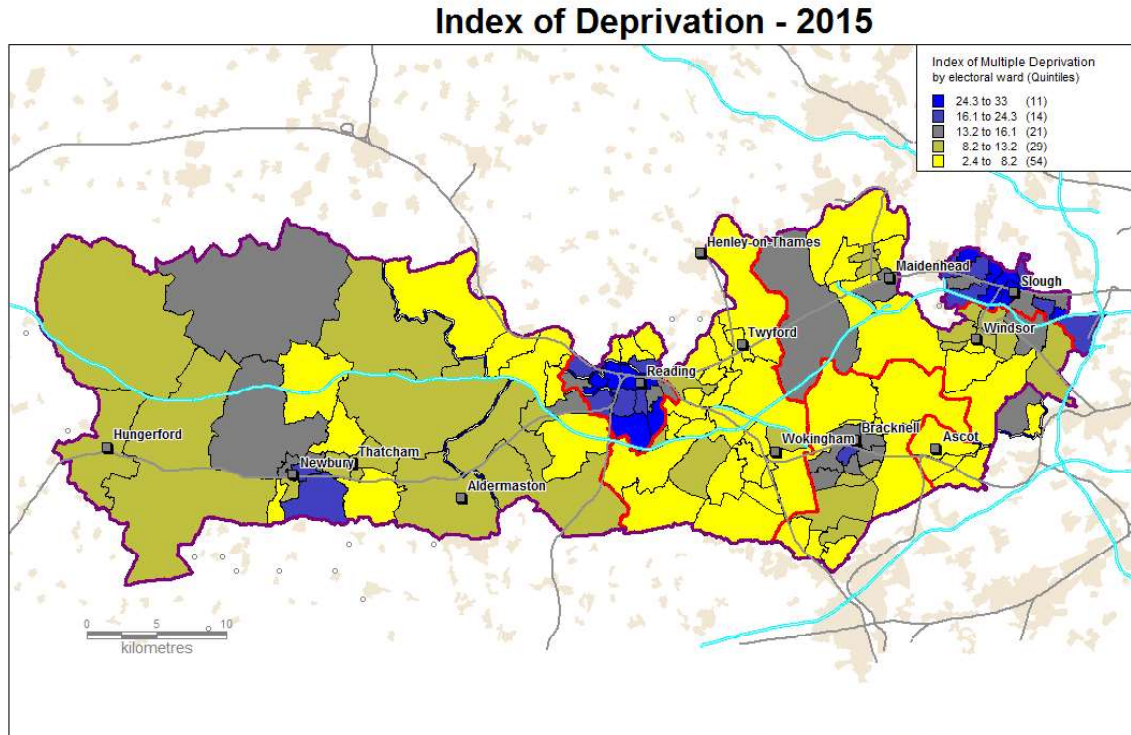 Index of Deprivation - 2015
Index of Multiple Deprivation
by electoral ward (Quintiles)
24.3 to 33 (11)
16.1 to 24.3 (14)
13.2 to 16.1 (21)
8.2 to 13.2 (29)
2.4 to 8.2 (54)
Henley-on-Thames
Maidenhead
Slough
Twyford
Windsor
Reading
Hungerford
Newbury
Thatcham
Aldermaston
Wokingham
Bracknell
Ascot
0 5 10
kilometres